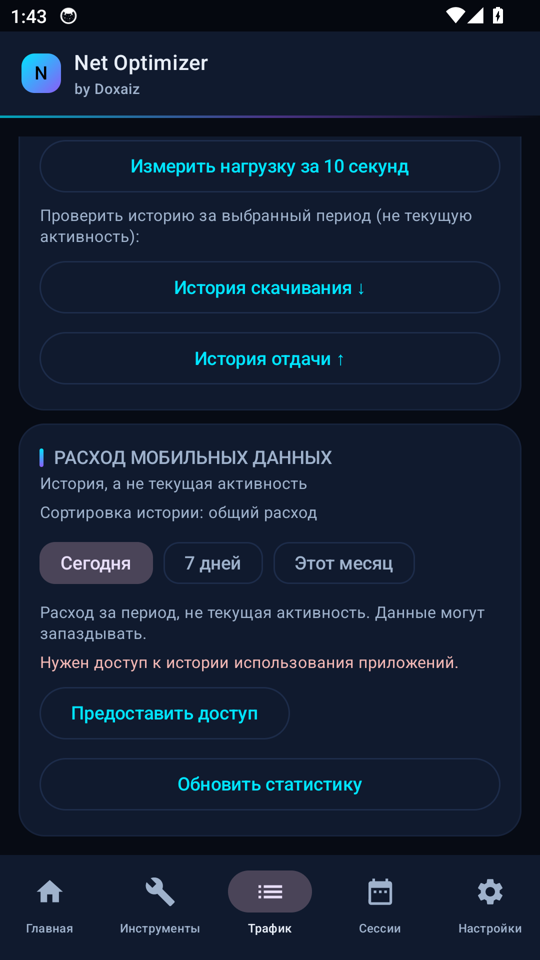 1:43
N
Net Optimizer
by Doxaiz
Измерить нагрузку за 10 секунд
Проверить историю за выбранный период (не текущую
активность):
История скачивания ↓
История отдачи ↑
РАСХОД МОБИЛЬНЫХ ДАННЫХ
История, а не текущая активность
Сортировка истории: общий расход
Сегодня
7 дней
Этот месяц
Расход за период, не текущая активность. Данные могут
запаздывать.
Нужен доступ к истории использования приложений.
Предоставить доступ
Обновить статистику
Главная
Инструменты
Трафик
Сессии
Настройки